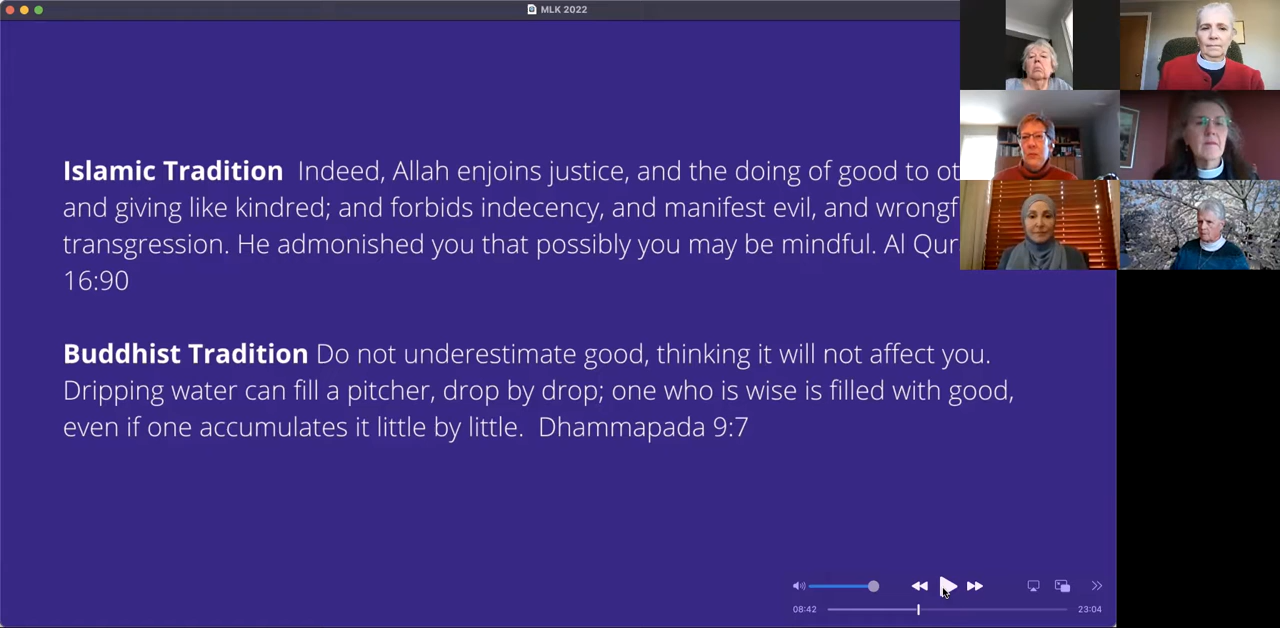 MLK 2022
Islamic Tradition Indeed, Allah enjoins justice, and the doing of good to
and giving like kindred; and forbids indecency, and manifest evil, and
transgression. He admonished you that possibly you may be mindful. Al
16:90
Buddhist Tradition Do not underestimate good, thinking it will not affect you.
Dripping water can fill a pitcher, drop by drop; one who is wise is filled with good,
even if one accumulates it little by little. Dhammapada 9:7
08:42
23:04